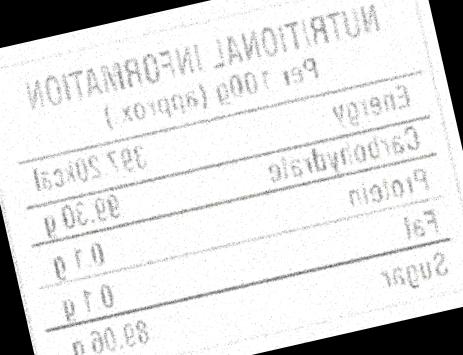 NUTRITIONAL INFORMATION
Per 100g (approx.)
Energy 397.20kcal
Carbohydrate 99.30 g
Protein 0.1 g
Fat 0.1 g
Sugar 89.06 g